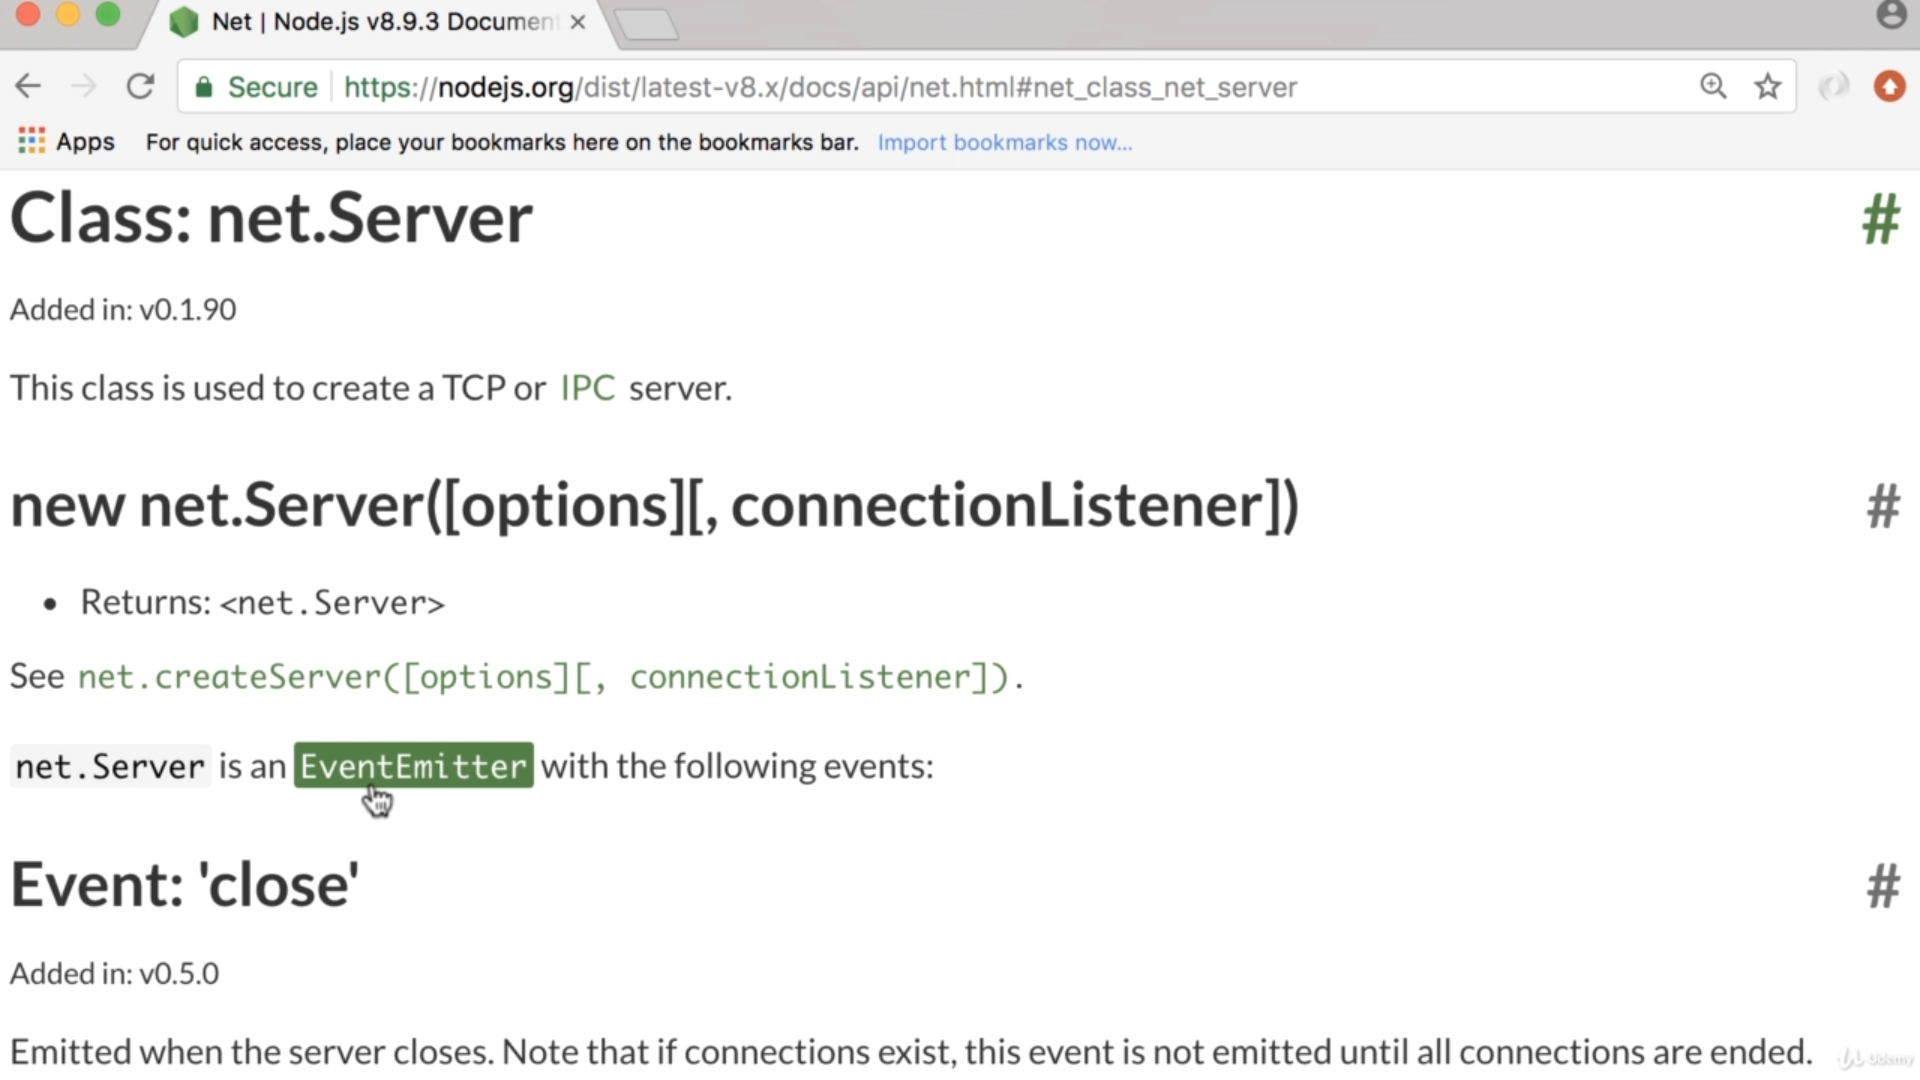 Net | Node.js v8.9.3 Document
Secure https://nodejs.org/dist/latest-v8.x/docs/api/net.html#net_class_net_server
Apps For quick access, place your bookmarks here on the bookmarks bar. Import bookmarks now...
Class: net.Server #
Added in: v0.1.90
This class is used to create a TCP or IPC server.
new net.Server([options][, connectionListener]) #
• Returns: <net.Server>
See net.createServer([options][, connectionListener]).
net.Server is an EventEmitter with the following events:
Event: 'close' #
Added in: v0.5.0
Emitted when the server closes. Note that if connections exist, this event is not emitted until all connections are ended.
Udemy